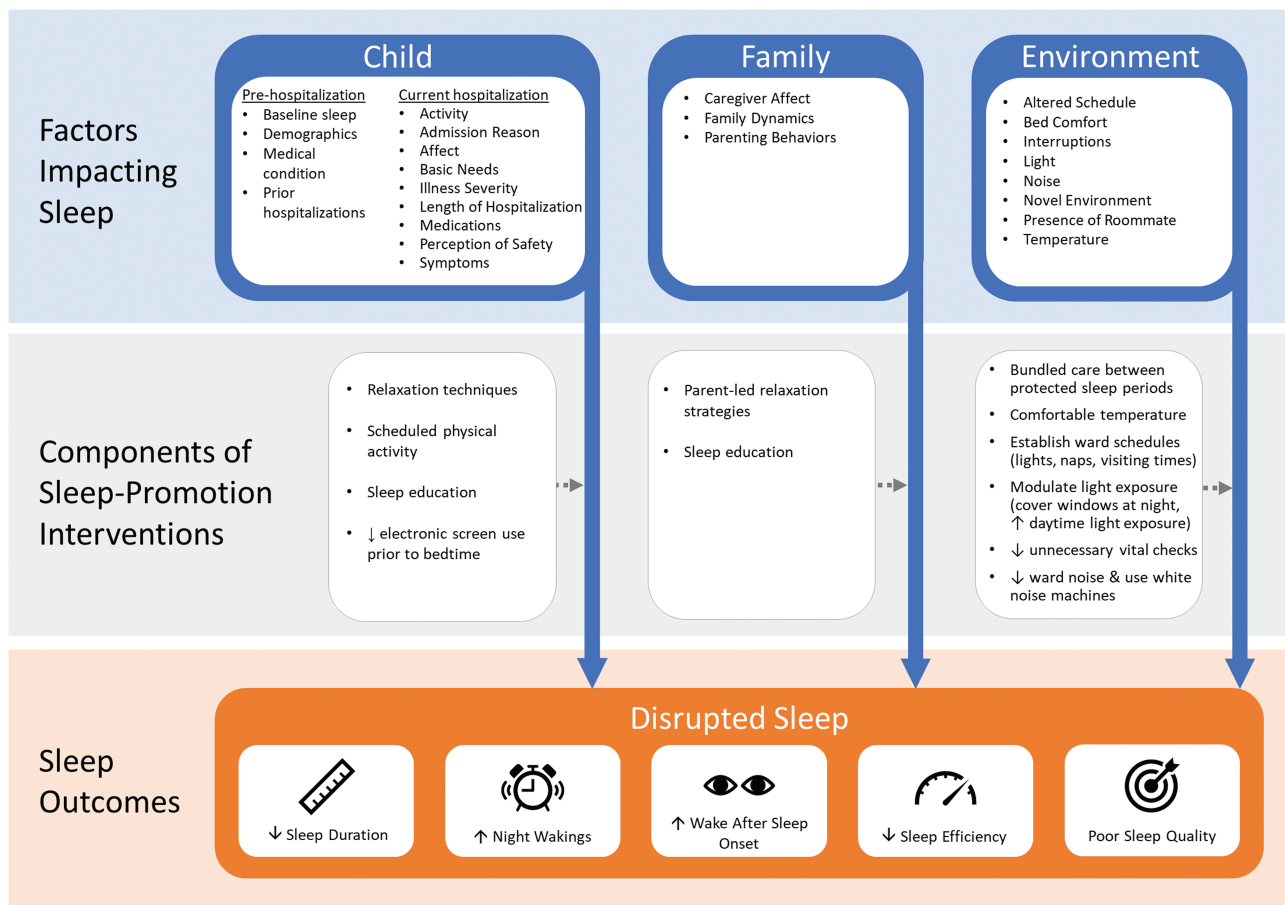 Factors
Impacting
Sleep
Child
Pre-hospitalization
• Baseline sleep
• Demographics
• Medical
condition
• Prior
hospitalizations
Current hospitalization
• Activity
• Admission Reason
• Affect
• Basic Needs
• Illness Severity
• Length of Hospitalization
• Medications
• Perception of Safety
• Symptoms
Family
• Caregiver Affect
• Family Dynamics
• Parenting Behaviors
Environment
• Altered Schedule
• Bed Comfort
• Interruptions
• Light
• Noise
• Novel Environment
• Presence of Roommate
• Temperature
Components of
Sleep-Promotion
Interventions
• Relaxation techniques
• Scheduled physical
activity
• Sleep education
• ↓ electronic screen use
prior to bedtime
• Parent-led relaxation
strategies
• Sleep education
• Bundled care between
protected sleep periods
• Comfortable temperature
• Establish ward schedules
(lights, naps, visiting times)
• Modulate light exposure
(cover windows at night,
↑ daytime light exposure)
• ↓ unnecessary vital checks
• ↓ ward noise & use white
noise machines
Sleep
Outcomes
Disrupted Sleep
↓ Sleep Duration
↑ Night Wakings
↑ Wake After Sleep
Onset
↓ Sleep Efficiency
Poor Sleep Quality